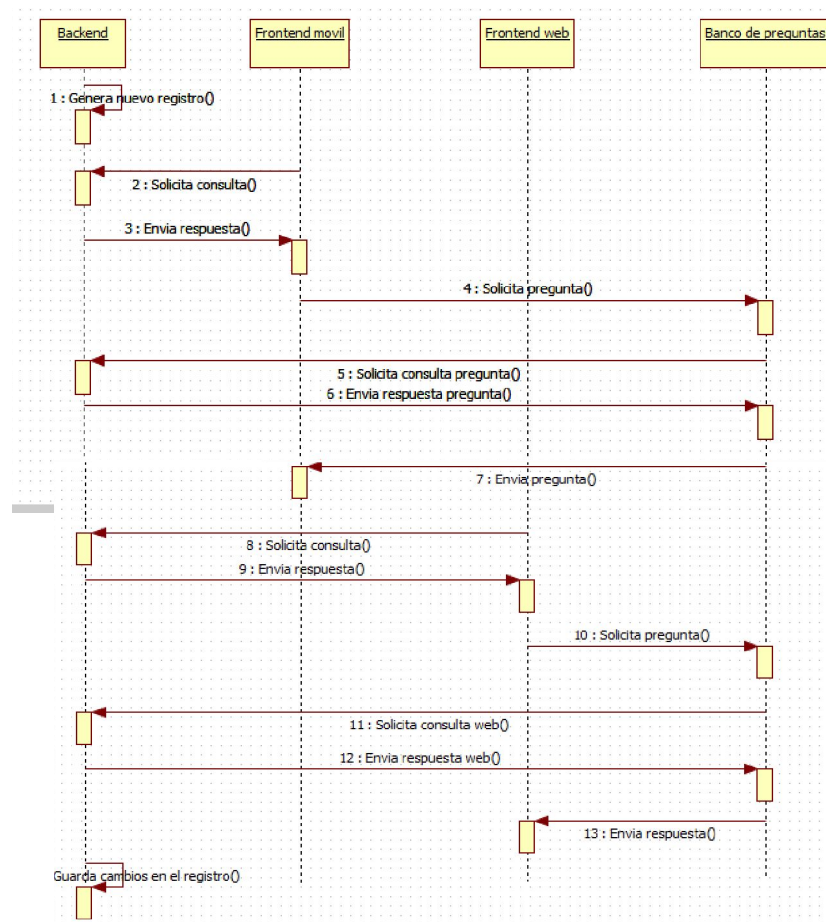 Backend
Frontend movil
Frontend web
Banco de preguntas
1 : Genera nuevo registro()
2 : Solicita consulta()
3 : Envia respuesta()
4 : Solicita pregunta()
5 : Solicita consulta pregunta()
6 : Envia respuesta pregunta()
7 : Envia pregunta()
8 : Solicita consulta()
9 : Envia respuesta()
10 : Solicita pregunta()
11 : Solicita consulta web()
12 : Envia respuesta web()
13 : Envia respuesta()
Guarda cambios en el registro()